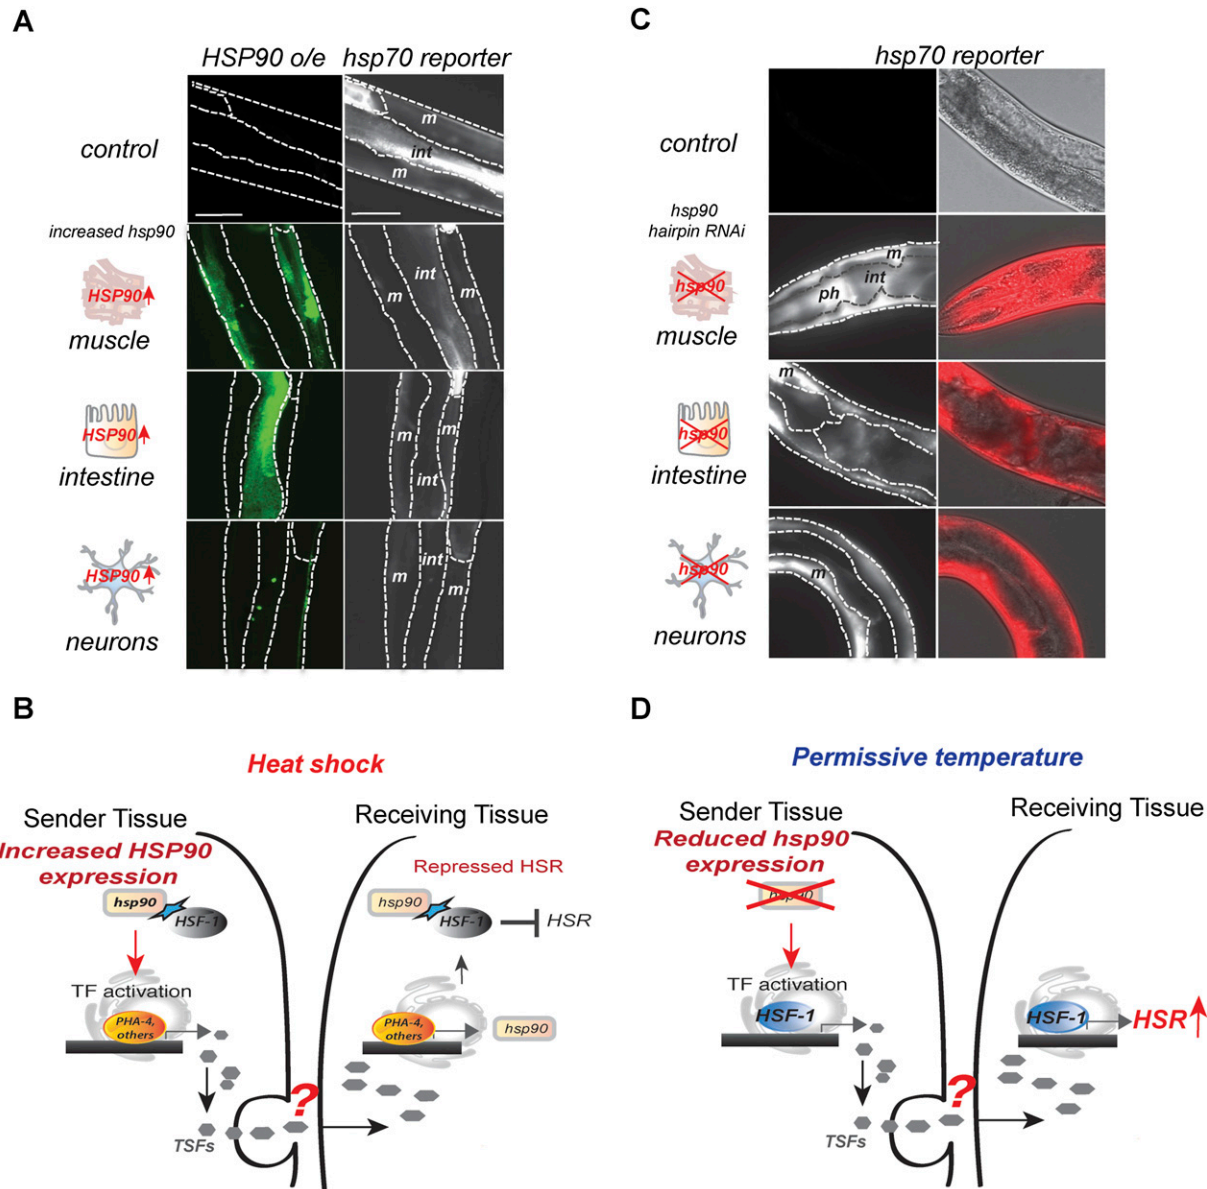 A
HSP90 o/e
hsp70 reporter
control
m
int
m
increased hsp90
HSP90
muscle
m
int
m
HSP90
intestine
m
m
int
HSP90
neurons
int
m
m
C
hsp70 reporter
control
hsp90
hairpin RNAi
hsp90
muscle
m
int
ph
hsp90
intestine
m
hsp90
neurons
m
B
Heat shock
Sender Tissue
Receiving Tissue
Increased HSP90
expression
Repressed HSR
hsp90
HSF-1
hsp90
HSF-1
HSR
TF activation
PHA-4,
others
PHA-4,
others
hsp90
?
TSFs
D
Permissive temperature
Sender Tissue
Receiving Tissue
Reduced hsp90
expression
hsp90
TF activation
HSF-1
HSF-1
HSR
?
TSFs